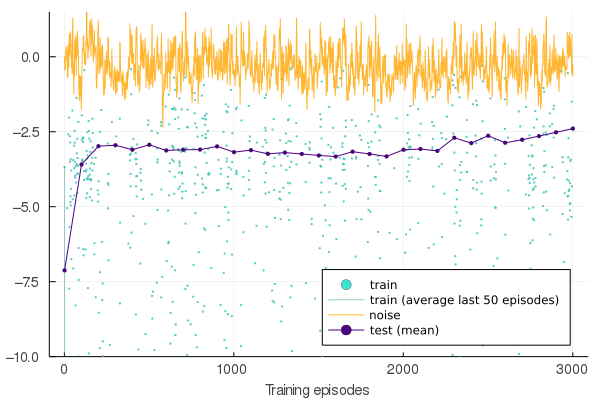 0.0
−2.5
−5.0
−7.5
−10.0
train
train (average last 50 episodes)
noise
test (mean)
0 1000 2000 3000
Training episodes